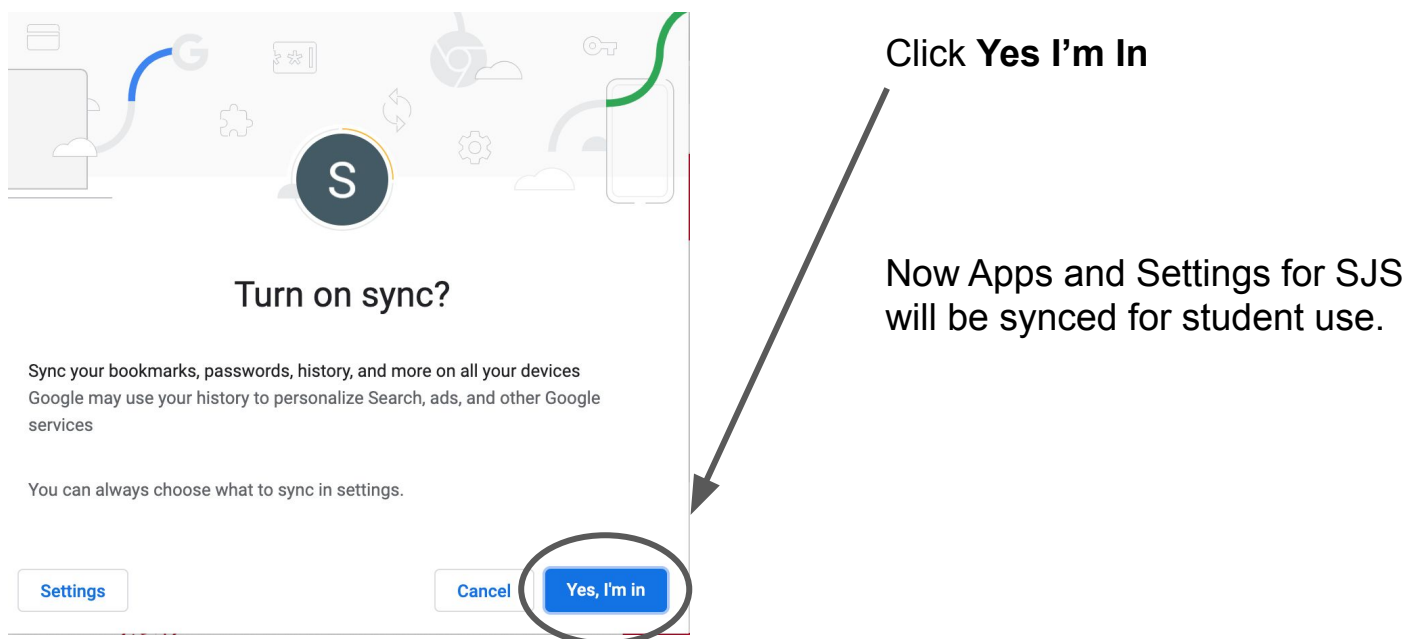 Click Yes I’m In
S
Turn on sync?
Now Apps and Settings for SJS
will be synced for student use.
Sync your bookmarks, passwords, history, and more on all your devices
Google may use your history to personalize Search, ads, and other Google
services
You can always choose what to sync in settings.
Settings
Cancel
Yes, I'm in